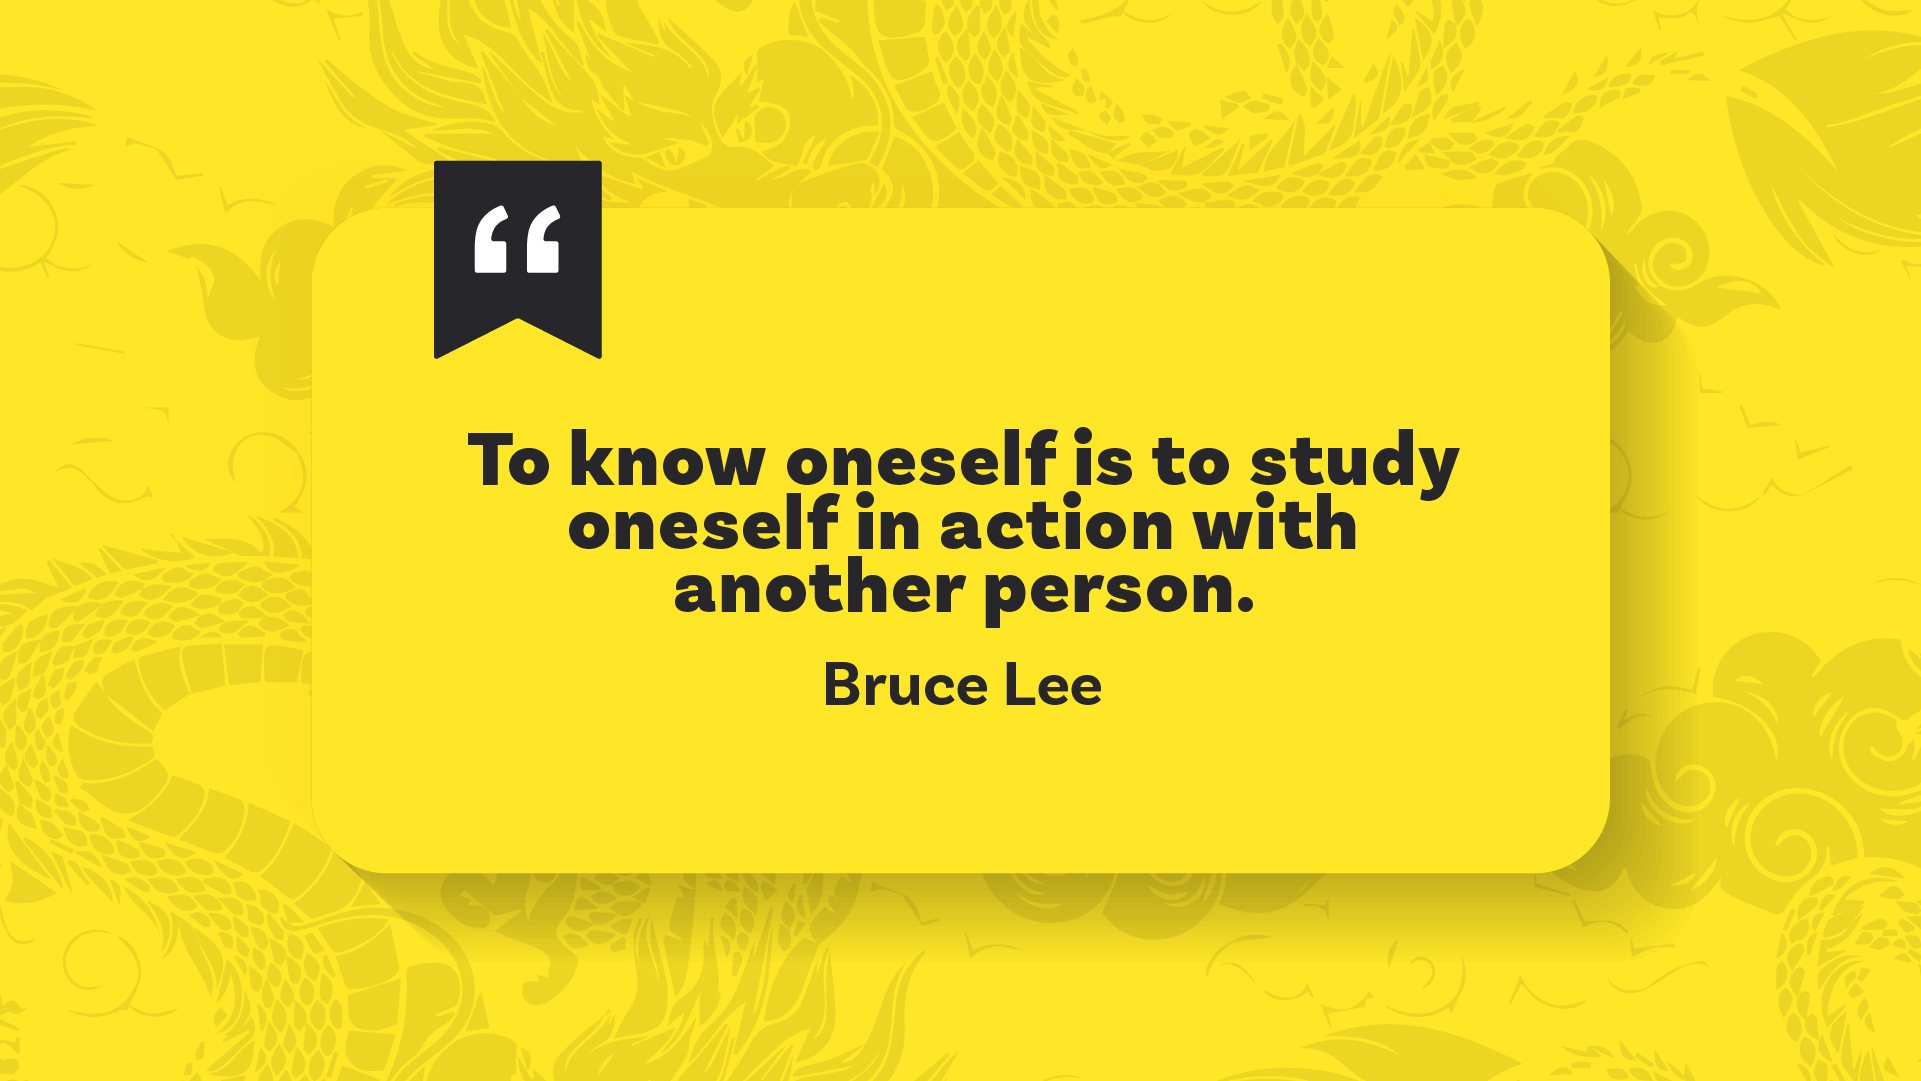 “
To know oneself is to study
oneself in action with
another person.
Bruce Lee